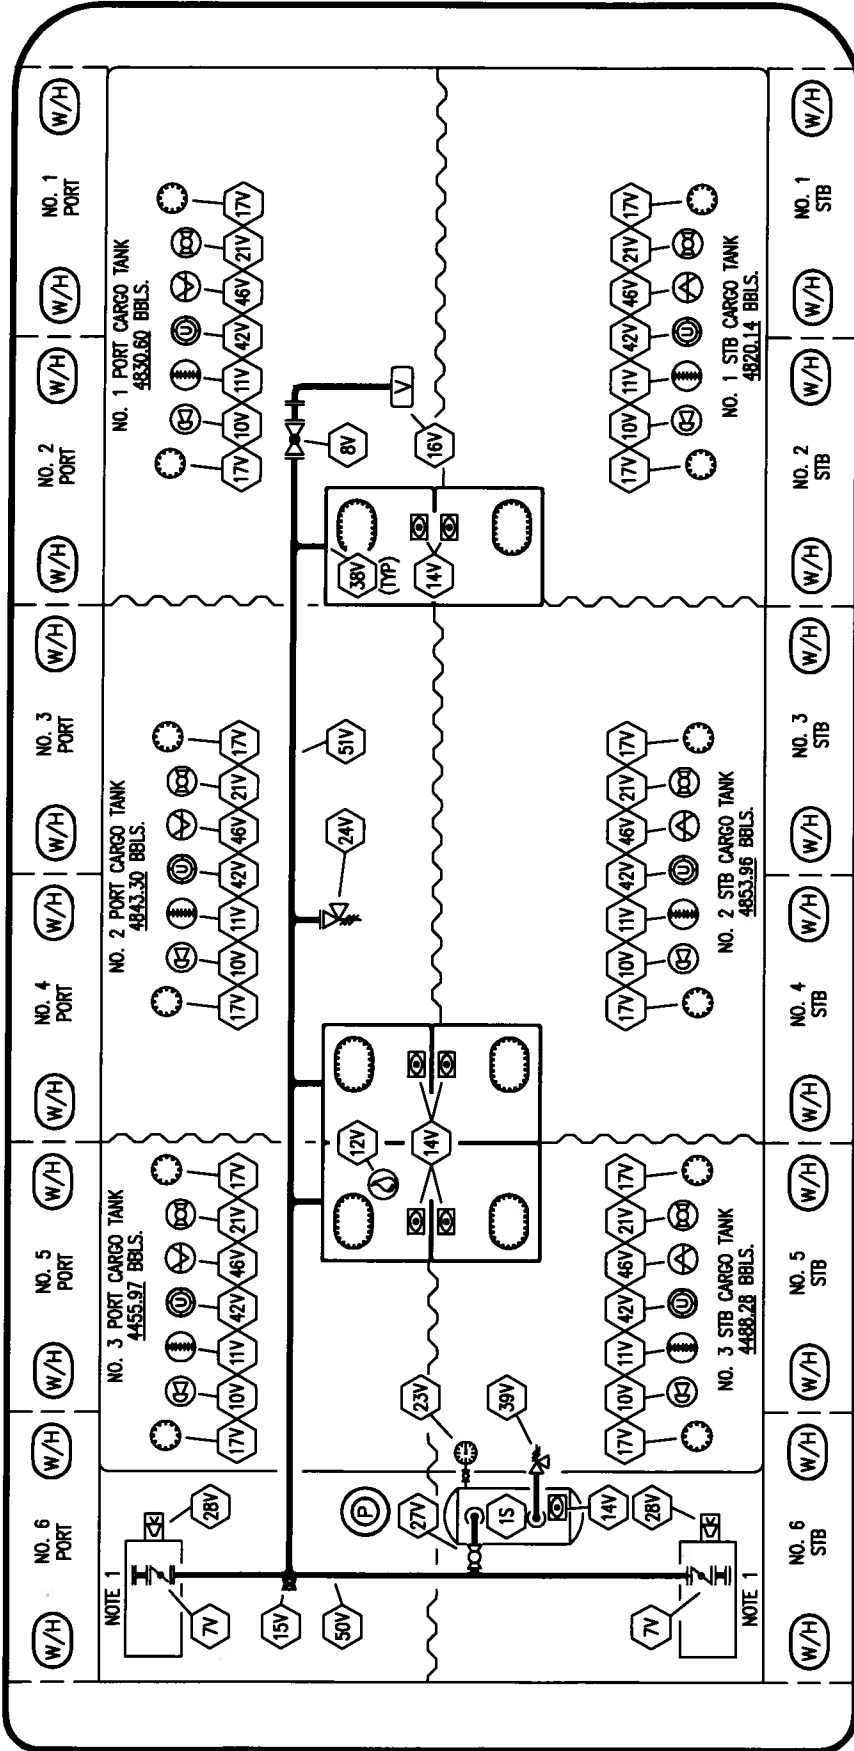 W/H NO. 6 W/H W/H NO. 5 W/H W/H NO. 4 W/H W/H NO. 3 W/H W/H NO. 2 W/H W/H NO. 1 W/H
PORT PORT PORT PORT PORT PORT
NOTE 1
NO. 3 PORT CARGO TANK
4455.97 BBLS.
NO. 2 PORT CARGO TANK
4843.30 BBLS.
NO. 1 PORT CARGO TANK
4830.60 BBLS.
U
U
U
7V
28V
17V 10V 11V 42V 46V 21V 17V
17V 10V 11V 42V 46V 21V 17V
17V 10V 11V 42V 46V 21V 17V
15V
50V
P
12V
24V
51V
38V
(TYP)
8V
V
27V
23V
14V
14V
16V
1S
39V
14V
28V
7V
17V 10V 11V 42V 46V 21V 17V
17V 10V 11V 42V 46V 21V 17V
17V 10V 11V 42V 46V 21V 17V
U
U
U
NOTE 1
NO. 3 STB CARGO TANK
4488.28 BBLS.
NO. 2 STB CARGO TANK
4853.96 BBLS.
NO. 1 STB CARGO TANK
4820.14 BBLS.
W/H NO. 6 W/H W/H NO. 5 W/H W/H NO. 4 W/H W/H NO. 3 W/H W/H NO. 2 W/H W/H NO. 1 W/H
STB STB STB STB STB STB